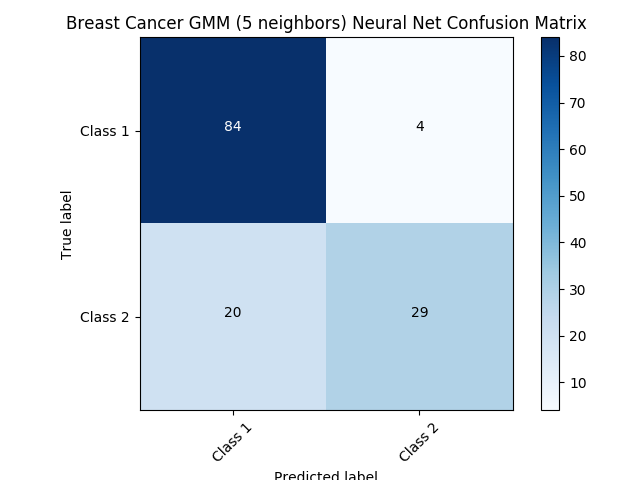 Breast Cancer GMM (5 neighbors) Neural Net Confusion Matrix
84
4
20
29
Class 1
Class 2
True label
Class 1
Class 2
Predicted label
80
70
60
50
40
30
20
10